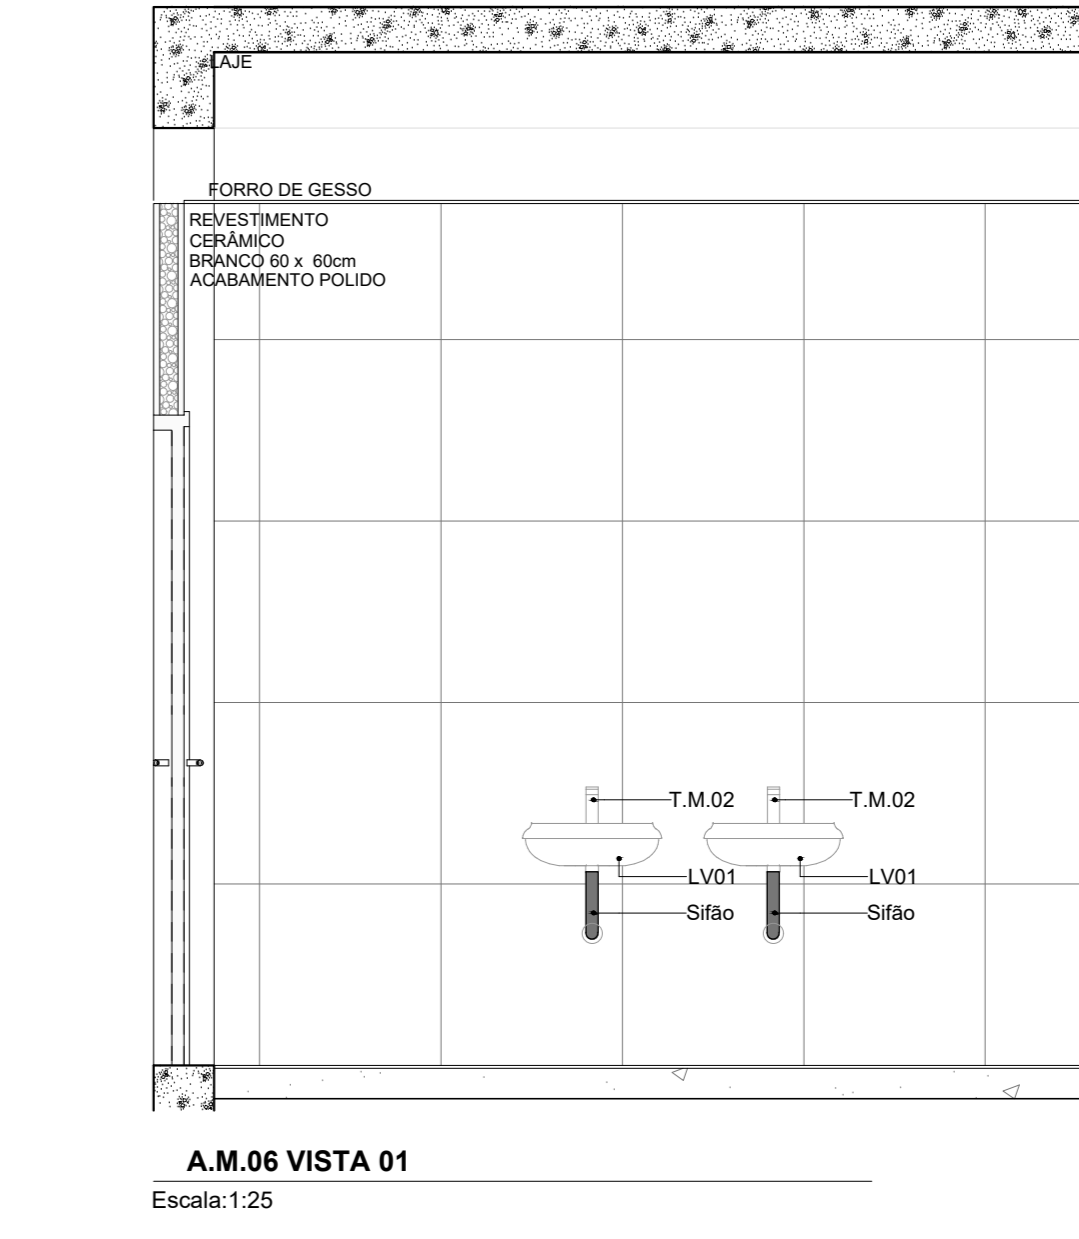 LAJE
FORRO DE GESSO
REVESTIMENTO
CERÂMICO
BRANCO 60 x 60cm
ACABAMENTO POLIDO
T.M.02
T.M.02
LV01
LV01
Sifão
Sifão
A.M.06 VISTA 01
Escala:1:25